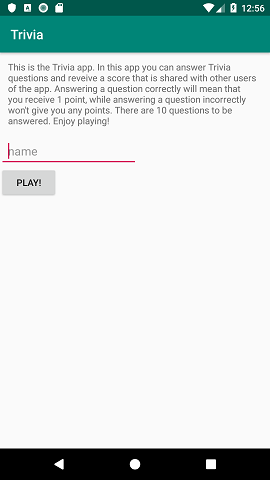 12:56
Trivia
This is the Trivia app. In this app you can answer Trivia
questions and reveive a score that is shared with other users
of the app. Answering a question correctly will mean that
you receive 1 point, while answering a question incorrectly
won't give you any points. There are 10 questions to be
answered. Enjoy playing!
name
PLAY!